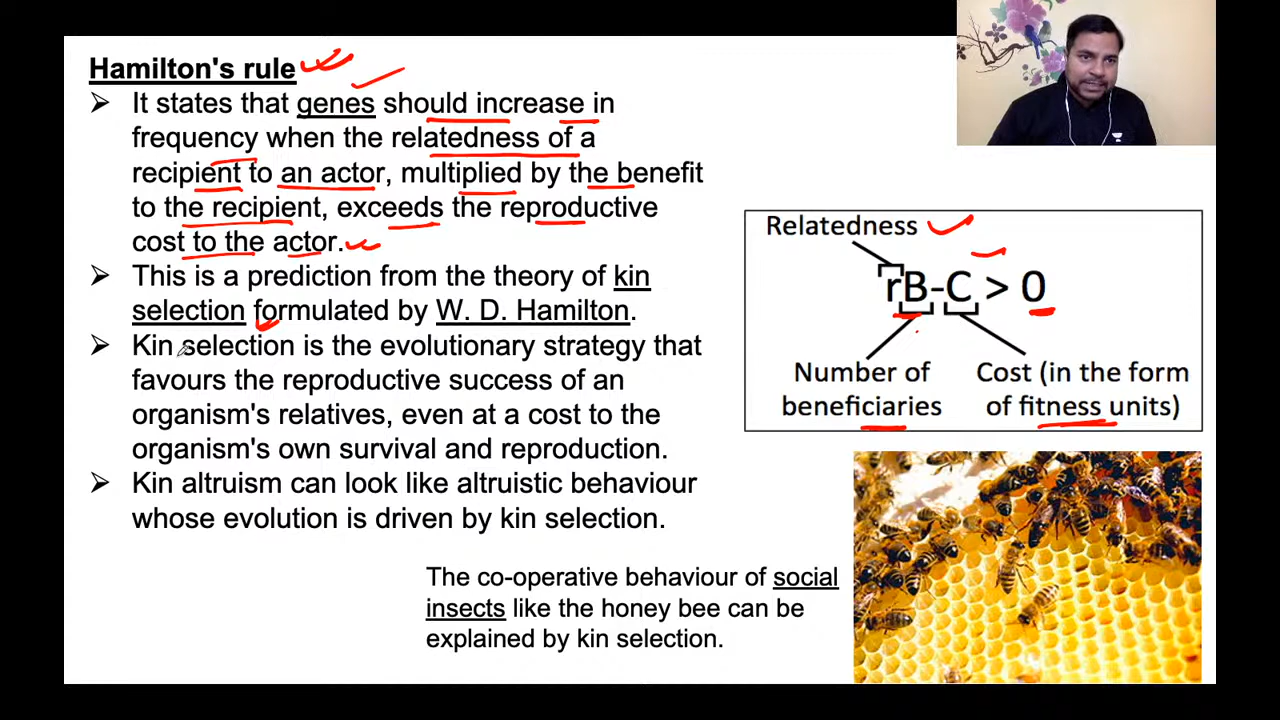 Hamilton's rule
➢ It states that genes should increase in
frequency when the relatedness of a
recipient to an actor, multiplied by the benefit
to the recipient, exceeds the reproductive
cost to the actor.
➢ This is a prediction from the theory of kin
selection formulated by W. D. Hamilton.
➢ Kin selection is the evolutionary strategy that
favours the reproductive success of an
organism's relatives, even at a cost to the
organism's own survival and reproduction.
➢ Kin altruism can look like altruistic behaviour
whose evolution is driven by kin selection.
Relatedness
rB-C > 0
Number of
beneficiaries
Cost (in the form
of fitness units)
The co-operative behaviour of social
insects like the honey bee can be
explained by kin selection.